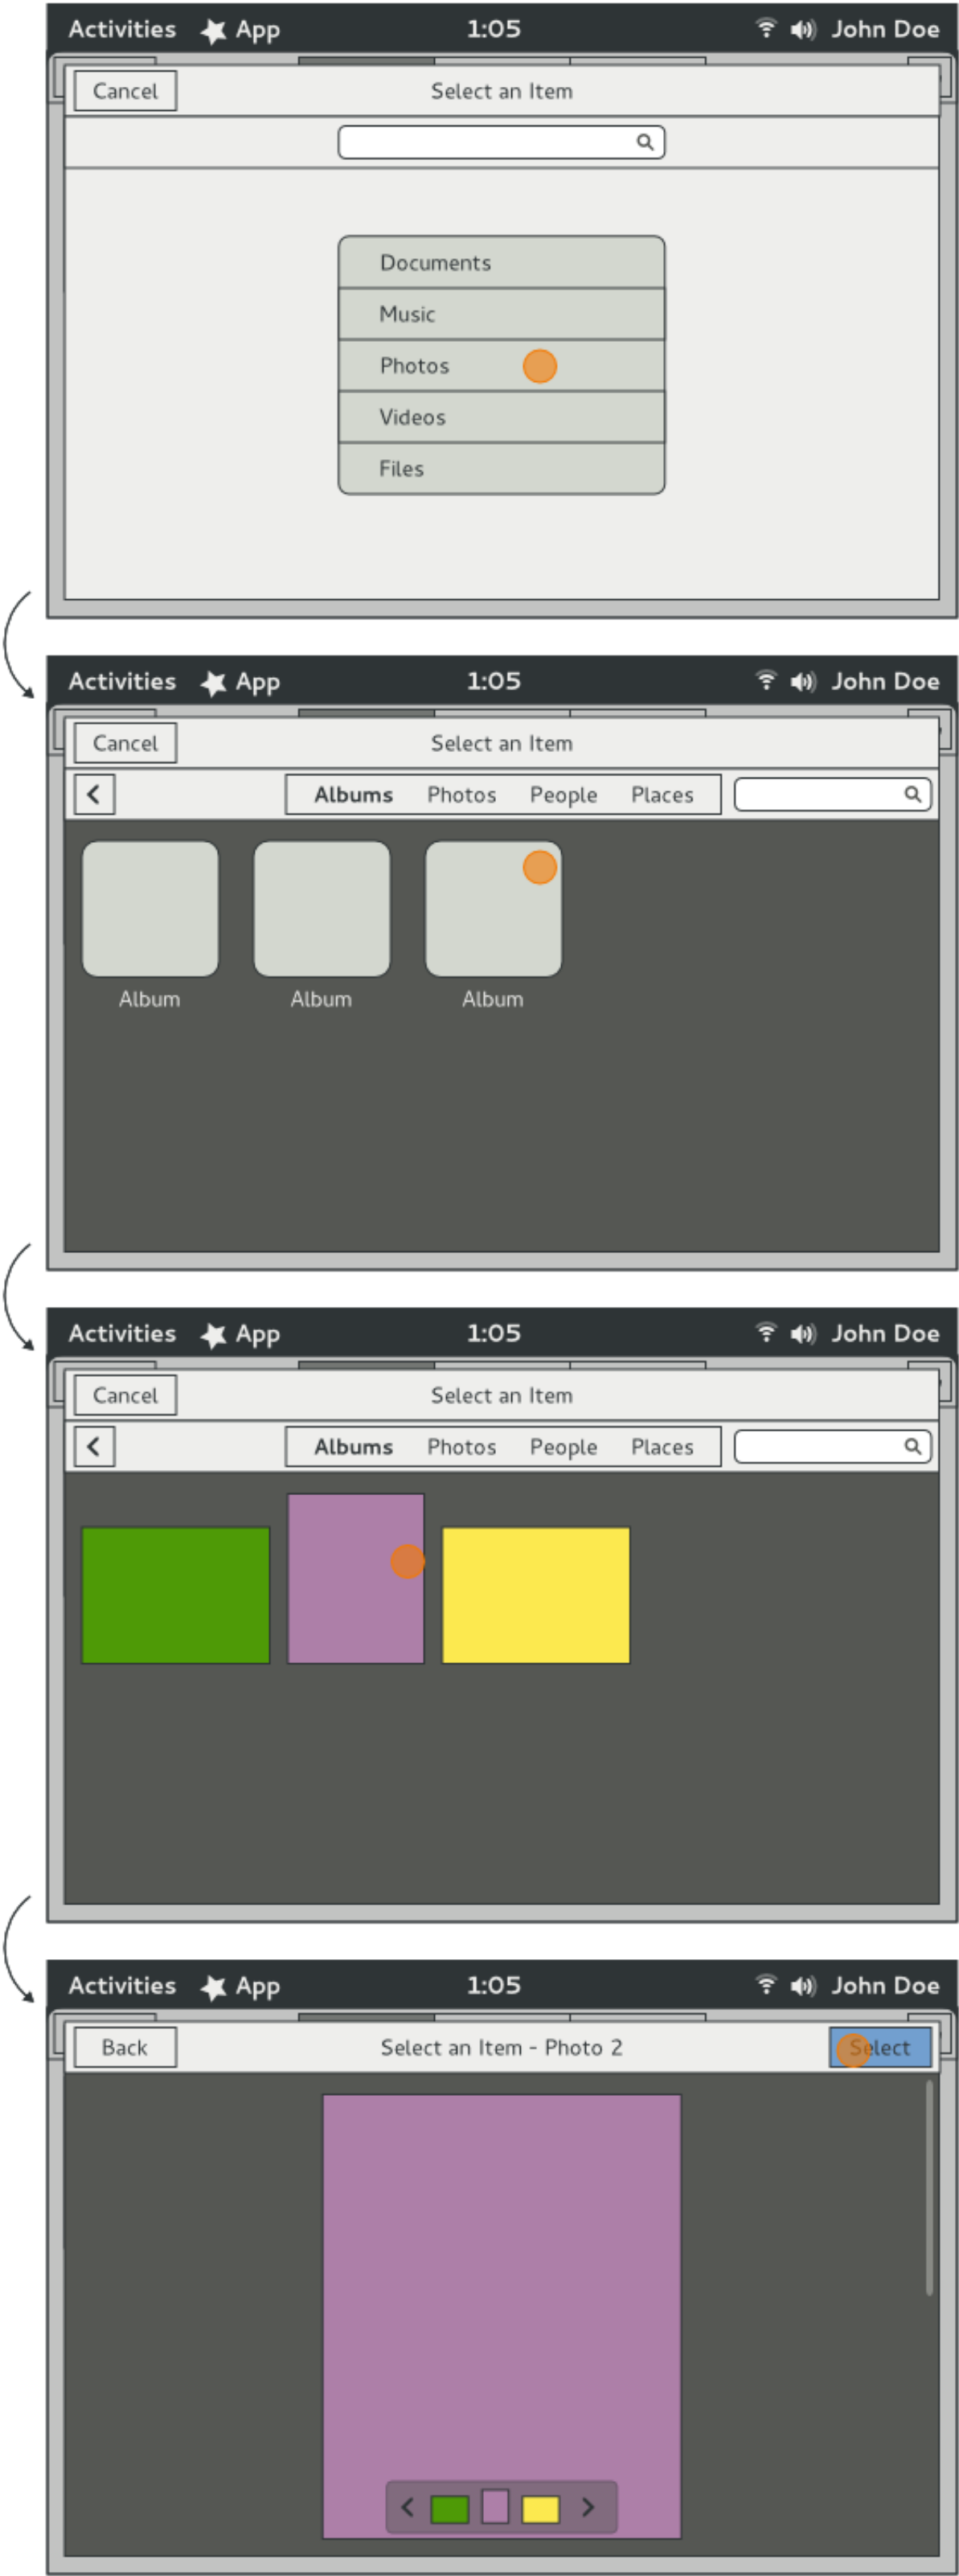 Activities App 1:05 John Doe
Cancel Select an Item
Documents
Music
Photos
Videos
Files
Activities App 1:05 John Doe
Cancel Select an Item
Albums Photos People Places
Album Album Album
Activities App 1:05 John Doe
Cancel Select an Item
Albums Photos People Places
Activities App 1:05 John Doe
Back Select an Item - Photo 2 Select